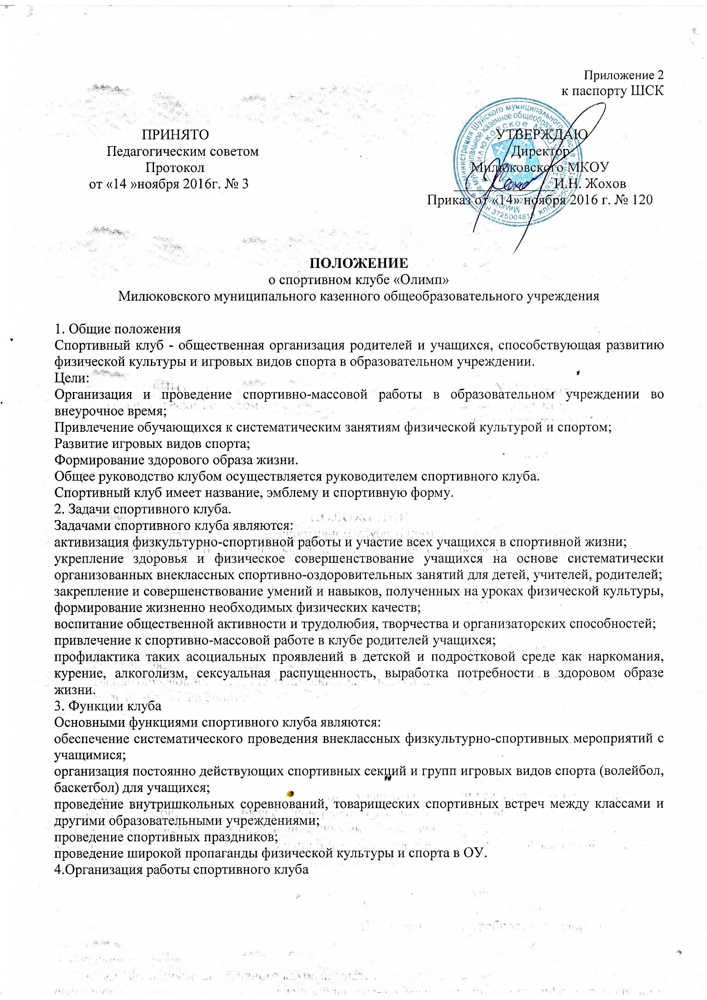 Приложение 2
к паспорту ШСК
ПРИНЯТО
Педагогическим советом
Протокол
от «14 »ноября 2016г. № 3
УТВЕРЖДАЮ
Директор
Милюковского МКОУ
И.Н. Жохов
Приказ от «14» ноября 2016 г. № 120
Администрация Шуйского муниципального района
ИНН 3725004819 КПП
ПОЛОЖЕНИЕ
о спортивном клубе «Олимп»
Милюковского муниципального казенного общеобразовательного учреждения
1. Общие положения
Спортивный клуб - общественная организация родителей и учащихся, способствующая развитию
физической культуры и игровых видов спорта в образовательном учреждении.
Цели:
Организация и проведение спортивно-массовой работы в образовательном учреждении во
внеурочное время;
Привлечение обучающихся к систематическим занятиям физической культурой и спортом;
Развитие игровых видов спорта;
Формирование здорового образа жизни.
Общее руководство клубом осуществляется руководителем спортивного клуба.
Спортивный клуб имеет название, эмблему и спортивную форму.
2. Задачи спортивного клуба.
Задачами спортивного клуба являются:
активизация физкультурно-спортивной работы и участие всех учащихся в спортивной жизни;
укрепление здоровья и физическое совершенствование учащихся на основе систематически
организованных внеклассных спортивно-оздоровительных занятий для детей, учителей, родителей;
закрепление и совершенствование умений и навыков, полученных на уроках физической культуры,
формирование жизненно необходимых физических качеств;
воспитание общественной активности и трудолюбия, творчества и организаторских способностей;
привлечение к спортивно-массовой работе в клубе родителей учащихся;
профилактика таких асоциальных проявлений в детской и подростковой среде как наркомания,
курение, алкоголизм, сексуальная распущенность, выработка потребности в здоровом образе
жизни.
3. Функции клуба
Основными функциями спортивного клуба являются:
обеспечение систематического проведения внеклассных физкультурно-спортивных мероприятий с
учащимися;
организация постоянно действующих спортивных секций и групп игровых видов спорта (волейбол,
баскетбол) для учащихся;
проведение внутришкольных соревнований, товарищеских спортивных встреч между классами и
другими образовательными учреждениями;
проведение спортивных праздников;
проведение широкой пропаганды физической культуры и спорта в ОУ.
4.Организация работы спортивного клуба